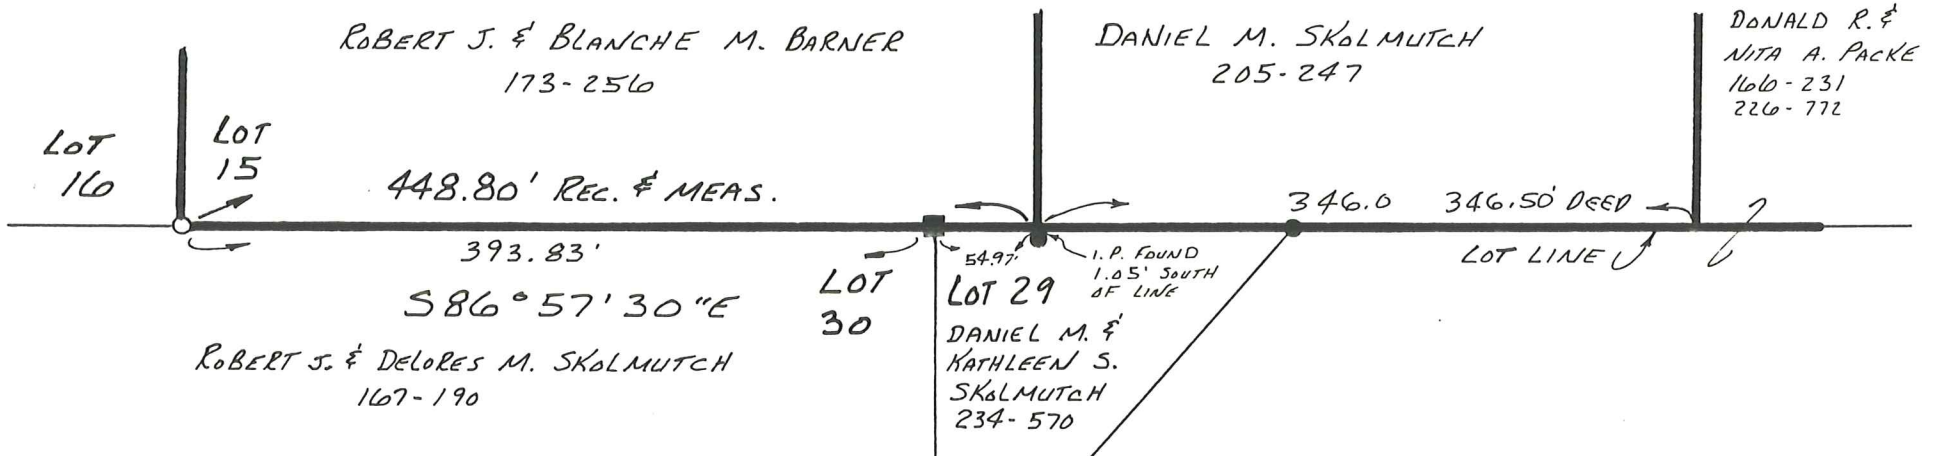 ROBERT J. & BLANCHE M. BARNER
173-256
DANIEL M. SKOLMUTCH
205-247
DONALD R. &
NITA A. PACKE
166-231
226-772
LOT
16
LOT
15
448.80' REC. & MEAS.
346.0
346.50' DEED
393.83'
54.97'
I.P. FOUND
1.05' SOUTH
OF LINE
LOT LINE
S86°57'30"E
LOT
30
LOT 29
DANIEL M. &
KATHLEEN S.
SKOLMUTCH
234-570
ROBERT J. & DELORES M. SKOLMUTCH
167-190